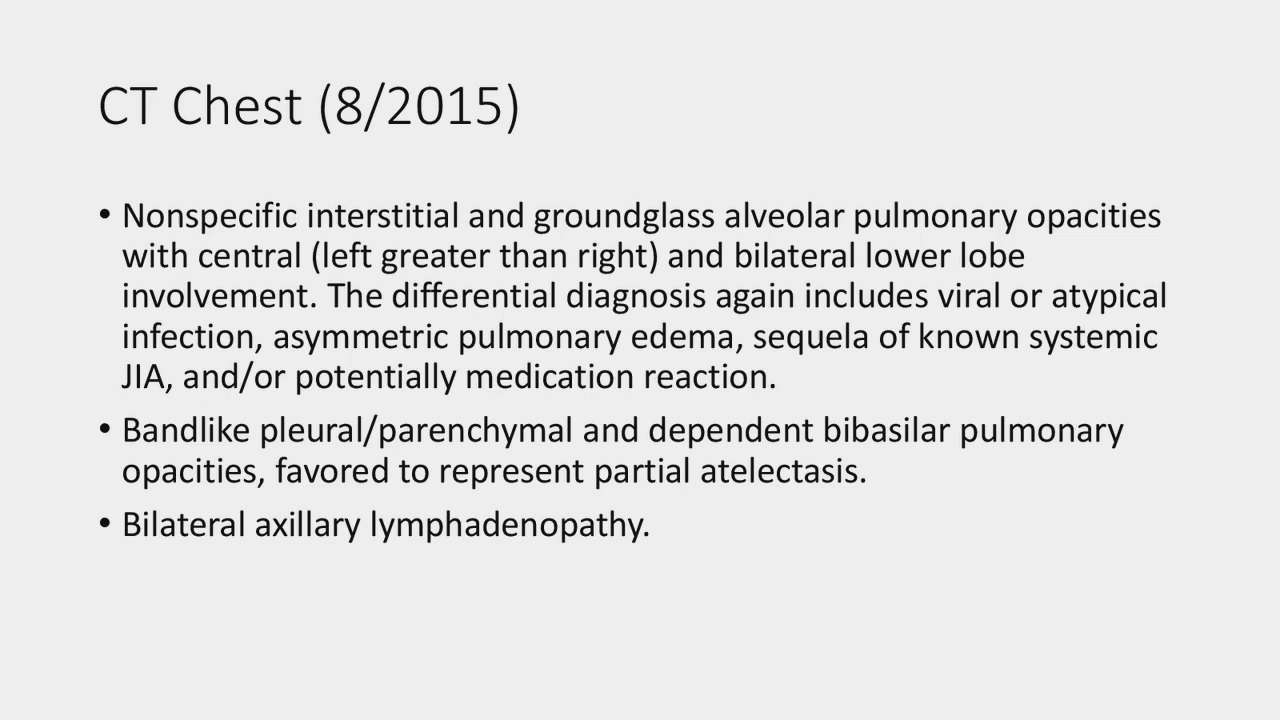 CT Chest (8/2015)
• Nonspecific interstitial and groundglass alveolar pulmonary opacities
with central (left greater than right) and bilateral lower lobe
involvement. The differential diagnosis again includes viral or atypical
infection, asymmetric pulmonary edema, sequela of known systemic
JIA, and/or potentially medication reaction.
• Bandlike pleural/parenchymal and dependent bibasilar pulmonary
opacities, favored to represent partial atelectasis.
• Bilateral axillary lymphadenopathy.